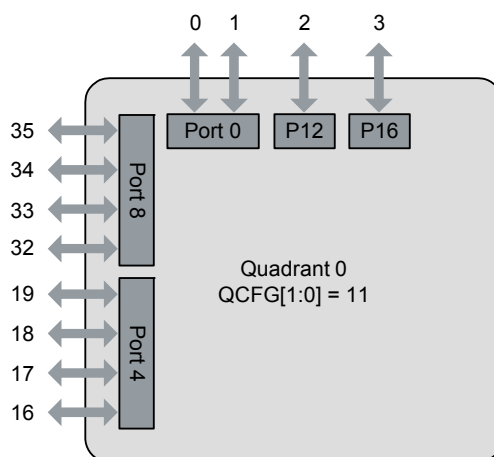 0 1 2 3
Port 0 P12 P16
35
34
33
32
Port 8
19
18
17
16
Port 4
Quadrant 0
QCFG[1:0] = 11